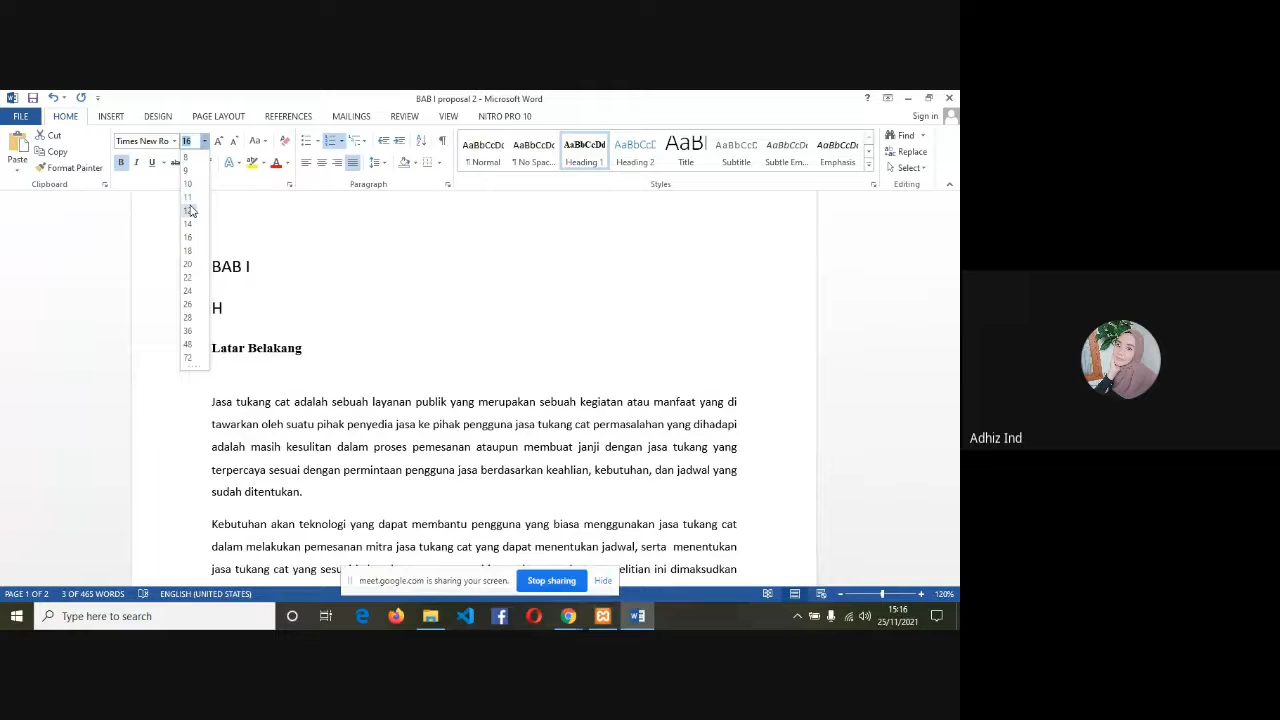 BAB I proposal 2 - Microsoft Word
FILE HOME INSERT DESIGN PAGE LAYOUT REFERENCES MAILINGS REVIEW VIEW NITRO PRO 10 Sign in
Paste
Cut
Copy
Format Painter
Times New Ro 16
AaBbCcDc AaBbCcDc AaBbCcDd AaBbCc AaB AaBbCcD AaBbCcDa AaBbCcDa
¶ Normal ¶ No Spac... Heading 1 Heading 2 Title Subtitle Subtle Em... Emphasis
Find
Replace
Select
Clipboard Paragraph Styles Editing
8
9
10
11
14
16
18
20
22
24
26
28
36
48
72
BAB I
H
Latar Belakang
Jasa tukang cat adalah sebuah layanan publik yang merupakan sebuah kegiatan atau manfaat yang di
tawarkan oleh suatu pihak penyedia jasa ke pihak pengguna jasa tukang cat permasalahan yang dihadapi
adalah masih kesulitan dalam proses pemesanan ataupun membuat janji dengan jasa tukang yang
terpercaya sesuai dengan permintaan pengguna jasa berdasarkan keahlian, kebutuhan, dan jadwal yang
sudah ditentukan.
Kebutuhan akan teknologi yang dapat membantu pengguna yang biasa menggunakan jasa tukang cat
dalam melakukan pemesanan mitra jasa tukang cat yang dapat menentukan jadwal, serta menentukan
jasa tukang cat yang ini dimaksudkan
meet.google.com is sharing your screen. Stop sharing Hide
PAGE 1 OF 2 3 OF 465 WORDS ENGLISH (UNITED STATES) 120%
Type here to search
15:16
25/11/2021
Adhiz Ind